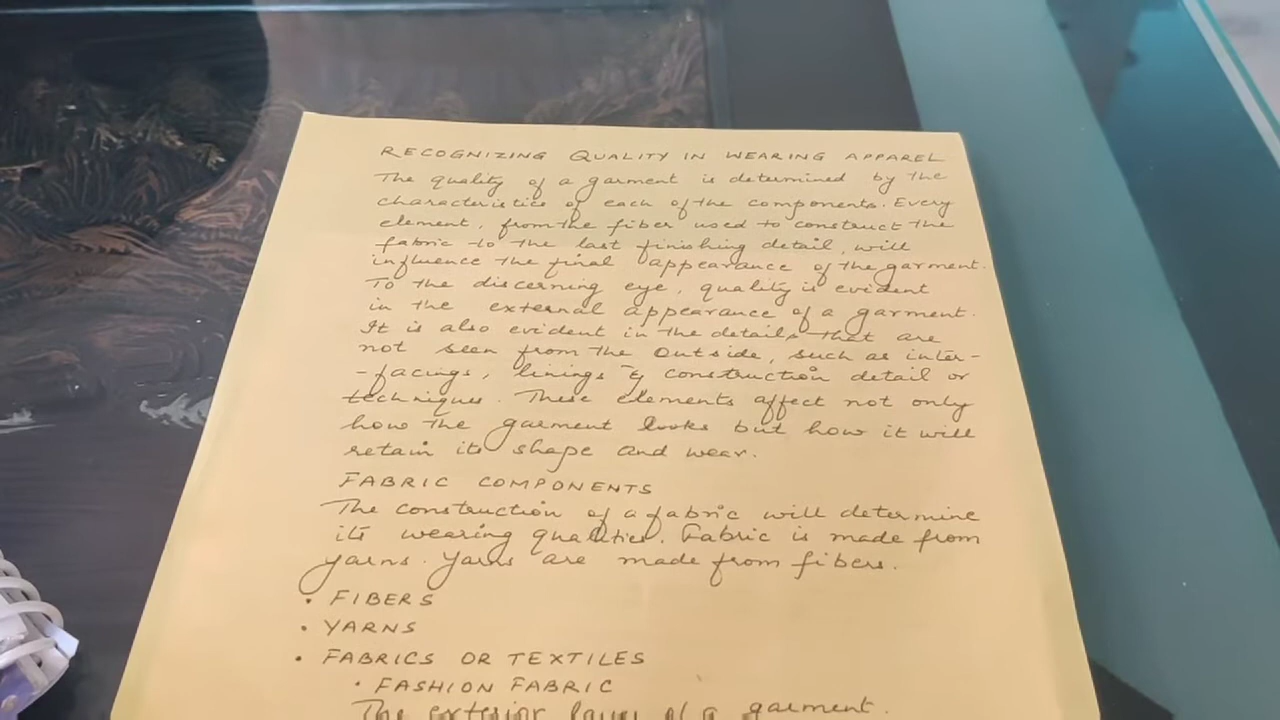 RECOGNIZING QUALITY IN WEARING APPAREL
The quality of a garment is determined by the
characteristics of each of the components. Every
element, from the fiber used to construct the
fabric to the last finishing detail, will
influence the final appearance of the garment.
To the discerning eye, quality is evident
in the external appearance of a garment.
It is also evident in the details that are
not seen from the outside, such as inter-
-facings, linings & construction detail or
techniques. These elements affect not only
how the garment looks but how it will
retain its shape and wear.
FABRIC COMPONENTS
The construction of a fabric will determine
its wearing qualities. Fabric is made from
yarns. Yarns are made from fibers.
• FIBERS
• YARNS
• FABRICS OR TEXTILES
• FASHION FABRIC
The exterior layer of a garment.